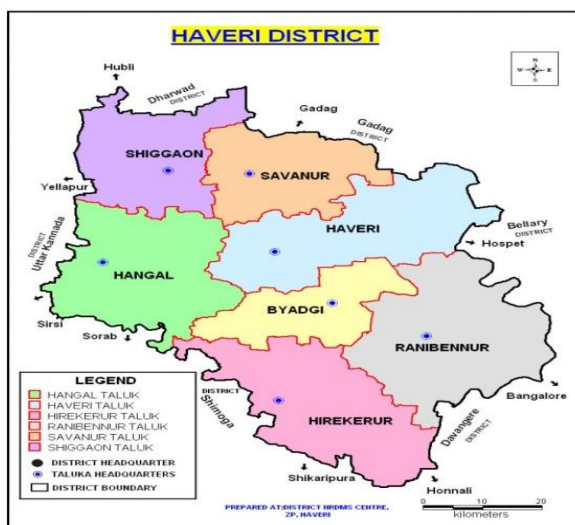 HAVERI DISTRICT
Hubli
Dharwad
DISTRICT
Gadag
Gadag
DISTRICT
N
W
E
S
SHIGGAON
SAVANUR
Yellapur
HAVERI
Bellary
DISTRICT
Hospet
DISTRICT
Uttar Kannada
HANGAL
BYADGI
Sirsi
Sorab
RANIBENNUR
LEGEND
HANGAL TALUK
HAVERI TALUK
HIREKERUR TALUK
RANIBENNUR TALUK
SAVANUR TALUK
SHIGGAON TALUK
DISTRICT HEADQUARTER
TALUKA HEADQUARTERS
DISTRICT BOUNDARY
DISTRICT
Shimoga
Bangalore
HIREKERUR
Davangere
DISTRICT
Shikaripura
Honnali
PREPARED AT:DISTRICT NRDMS CENTRE,
ZP, HAVERI
0 10 20
kilometers